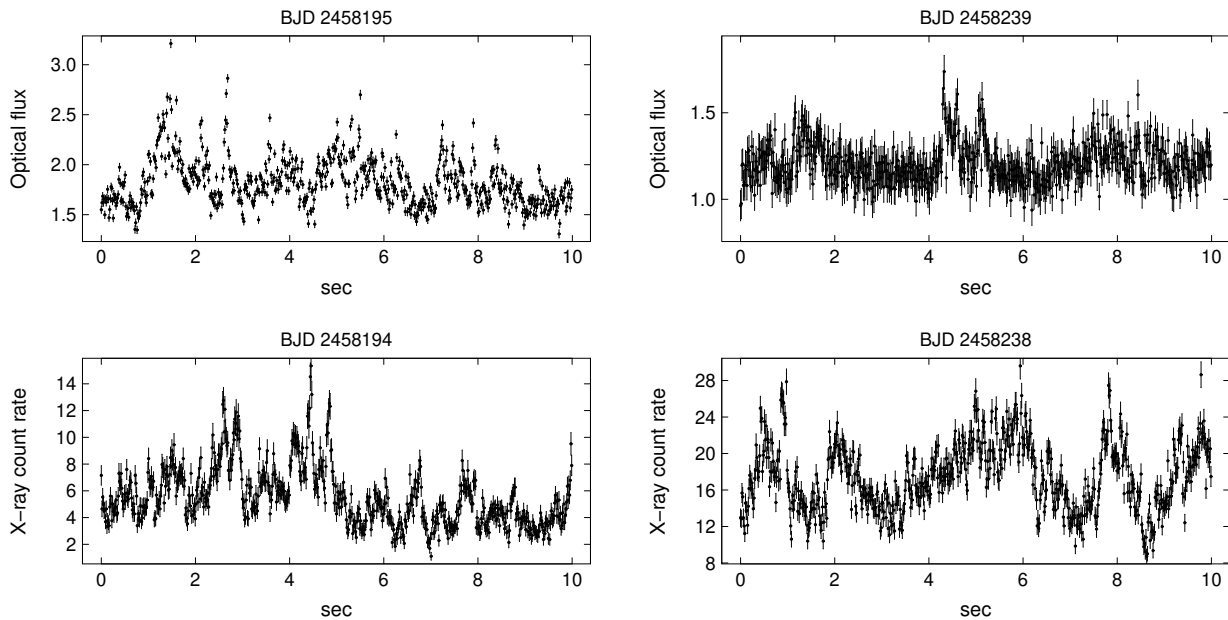 BJD 2458195
Optical flux
3.0
2.5
2.0
1.5
0 2 4 6 8 10
sec
BJD 2458239
Optical flux
1.5
1.0
0 2 4 6 8 10
sec
BJD 2458194
X−ray count rate
14
12
10
8
6
4
2
0 2 4 6 8 10
sec
BJD 2458238
X−ray count rate
28
24
20
16
12
8
0 2 4 6 8 10
sec